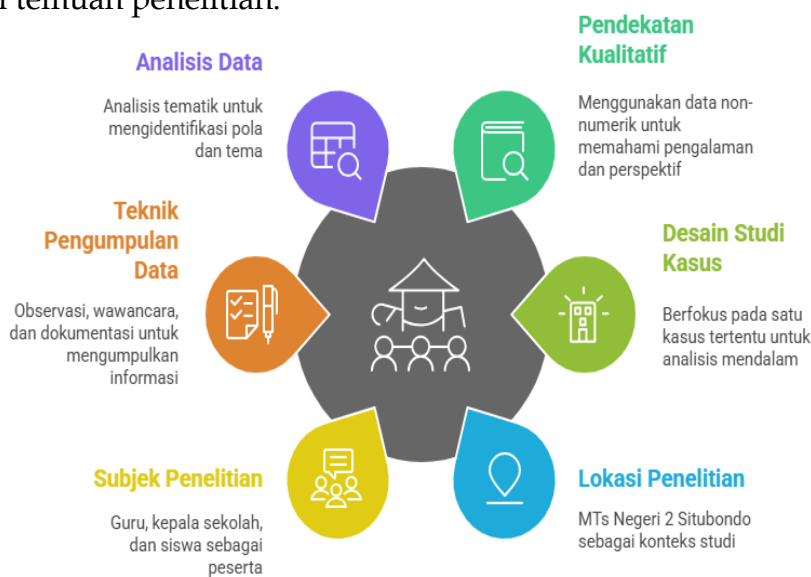 temuan penelitian.
Analisis Data
Analisis tematik untuk
mengidentifikasi pola
dan tema
Pendekatan
Kualitatif
Menggunakan data non-
numerik untuk
memahami pengalaman
dan perspektif
Teknik
Pengumpulan
Data
Observasi, wawancara,
dan dokumentasi untuk
mengumpulkan
informasi
Desain Studi
Kasus
Berfokus pada satu
kasus tertentu untuk
analisis mendalam
Subjek Penelitian
Guru, kepala sekolah,
dan siswa sebagai
peserta
Lokasi Penelitian
MTs Negeri 2 Situbondo
sebagai konteks studi